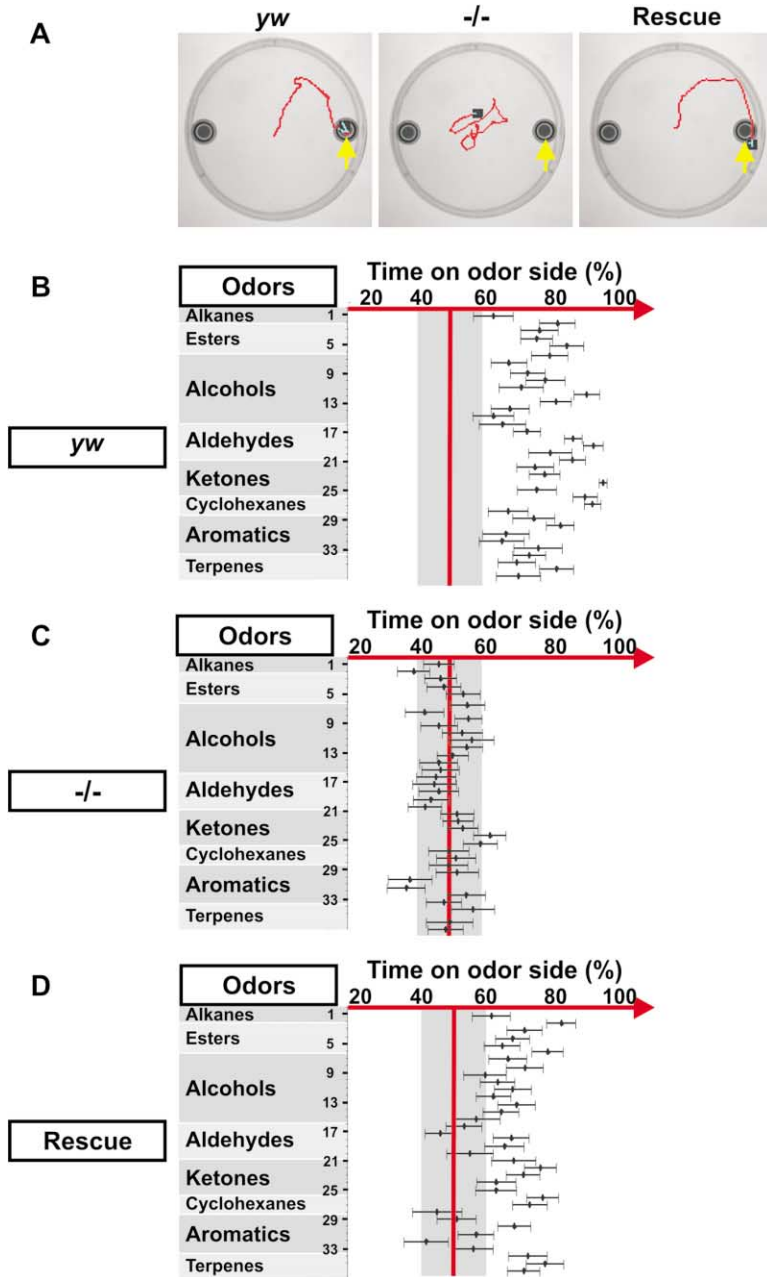 A
yw
-/-
Rescue
B
Odors
Time on odor side (%)
20 40 60 80 100
Alkanes 1
Esters 5
9
Alcohols
13
17
Aldehydes
21
Ketones
25
Cyclohexanes
29
Aromatics
33
Terpenes
yw
C
Odors
Time on odor side (%)
20 40 60 80 100
Alkanes 1
Esters 5
9
Alcohols
13
17
Aldehydes
21
Ketones
25
Cyclohexanes
29
Aromatics
33
Terpenes
-/-
D
Odors
Time on odor side (%)
20 40 60 80 100
Alkanes 1
Esters 5
9
Alcohols
13
17
Aldehydes
21
Ketones
25
Cyclohexanes
29
Aromatics
33
Terpenes
Rescue